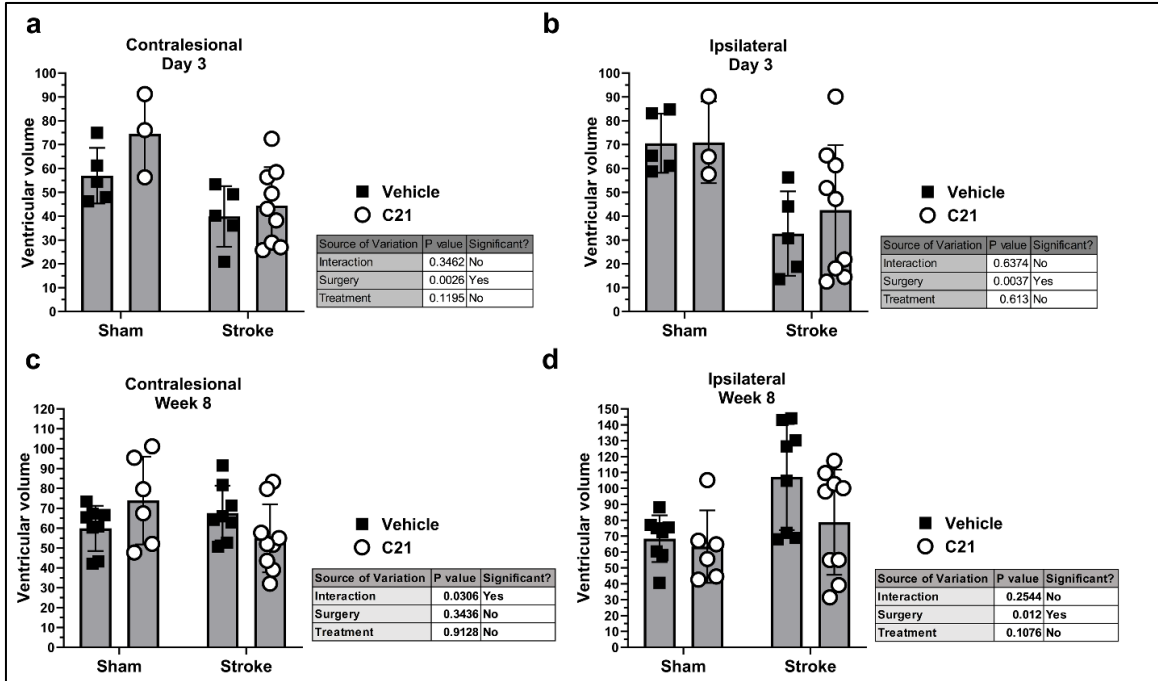 a
Contralesional
Day 3
Ventricular volume
100
90
80
70
60
50
40
30
20
10
0
Sham
Stroke
Vehicle
C21
Source of Variation P value Significant?
Interaction 0.3462 No
Surgery 0.0026 Yes
Treatment 0.1195 No
b
Ipsilateral
Day 3
Ventricular volume
100
90
80
70
60
50
40
30
20
10
0
Sham
Stroke
Vehicle
C21
Source of Variation P value Significant?
Interaction 0.6374 No
Surgery 0.0037 Yes
Treatment 0.613 No
c
Contralesional
Week 8
Ventricular volume
120
110
100
90
80
70
60
50
40
30
20
10
0
Sham
Stroke
Vehicle
C21
Source of Variation P value Significant?
Interaction 0.0306 Yes
Surgery 0.3436 No
Treatment 0.9128 No
d
Ipsilateral
Week 8
Ventricular volume
150
140
130
120
110
100
90
80
70
60
50
40
30
20
10
0
Sham
Stroke
Vehicle
C21
Source of Variation P value Significant?
Interaction 0.2544 No
Surgery 0.012 Yes
Treatment 0.1076 No